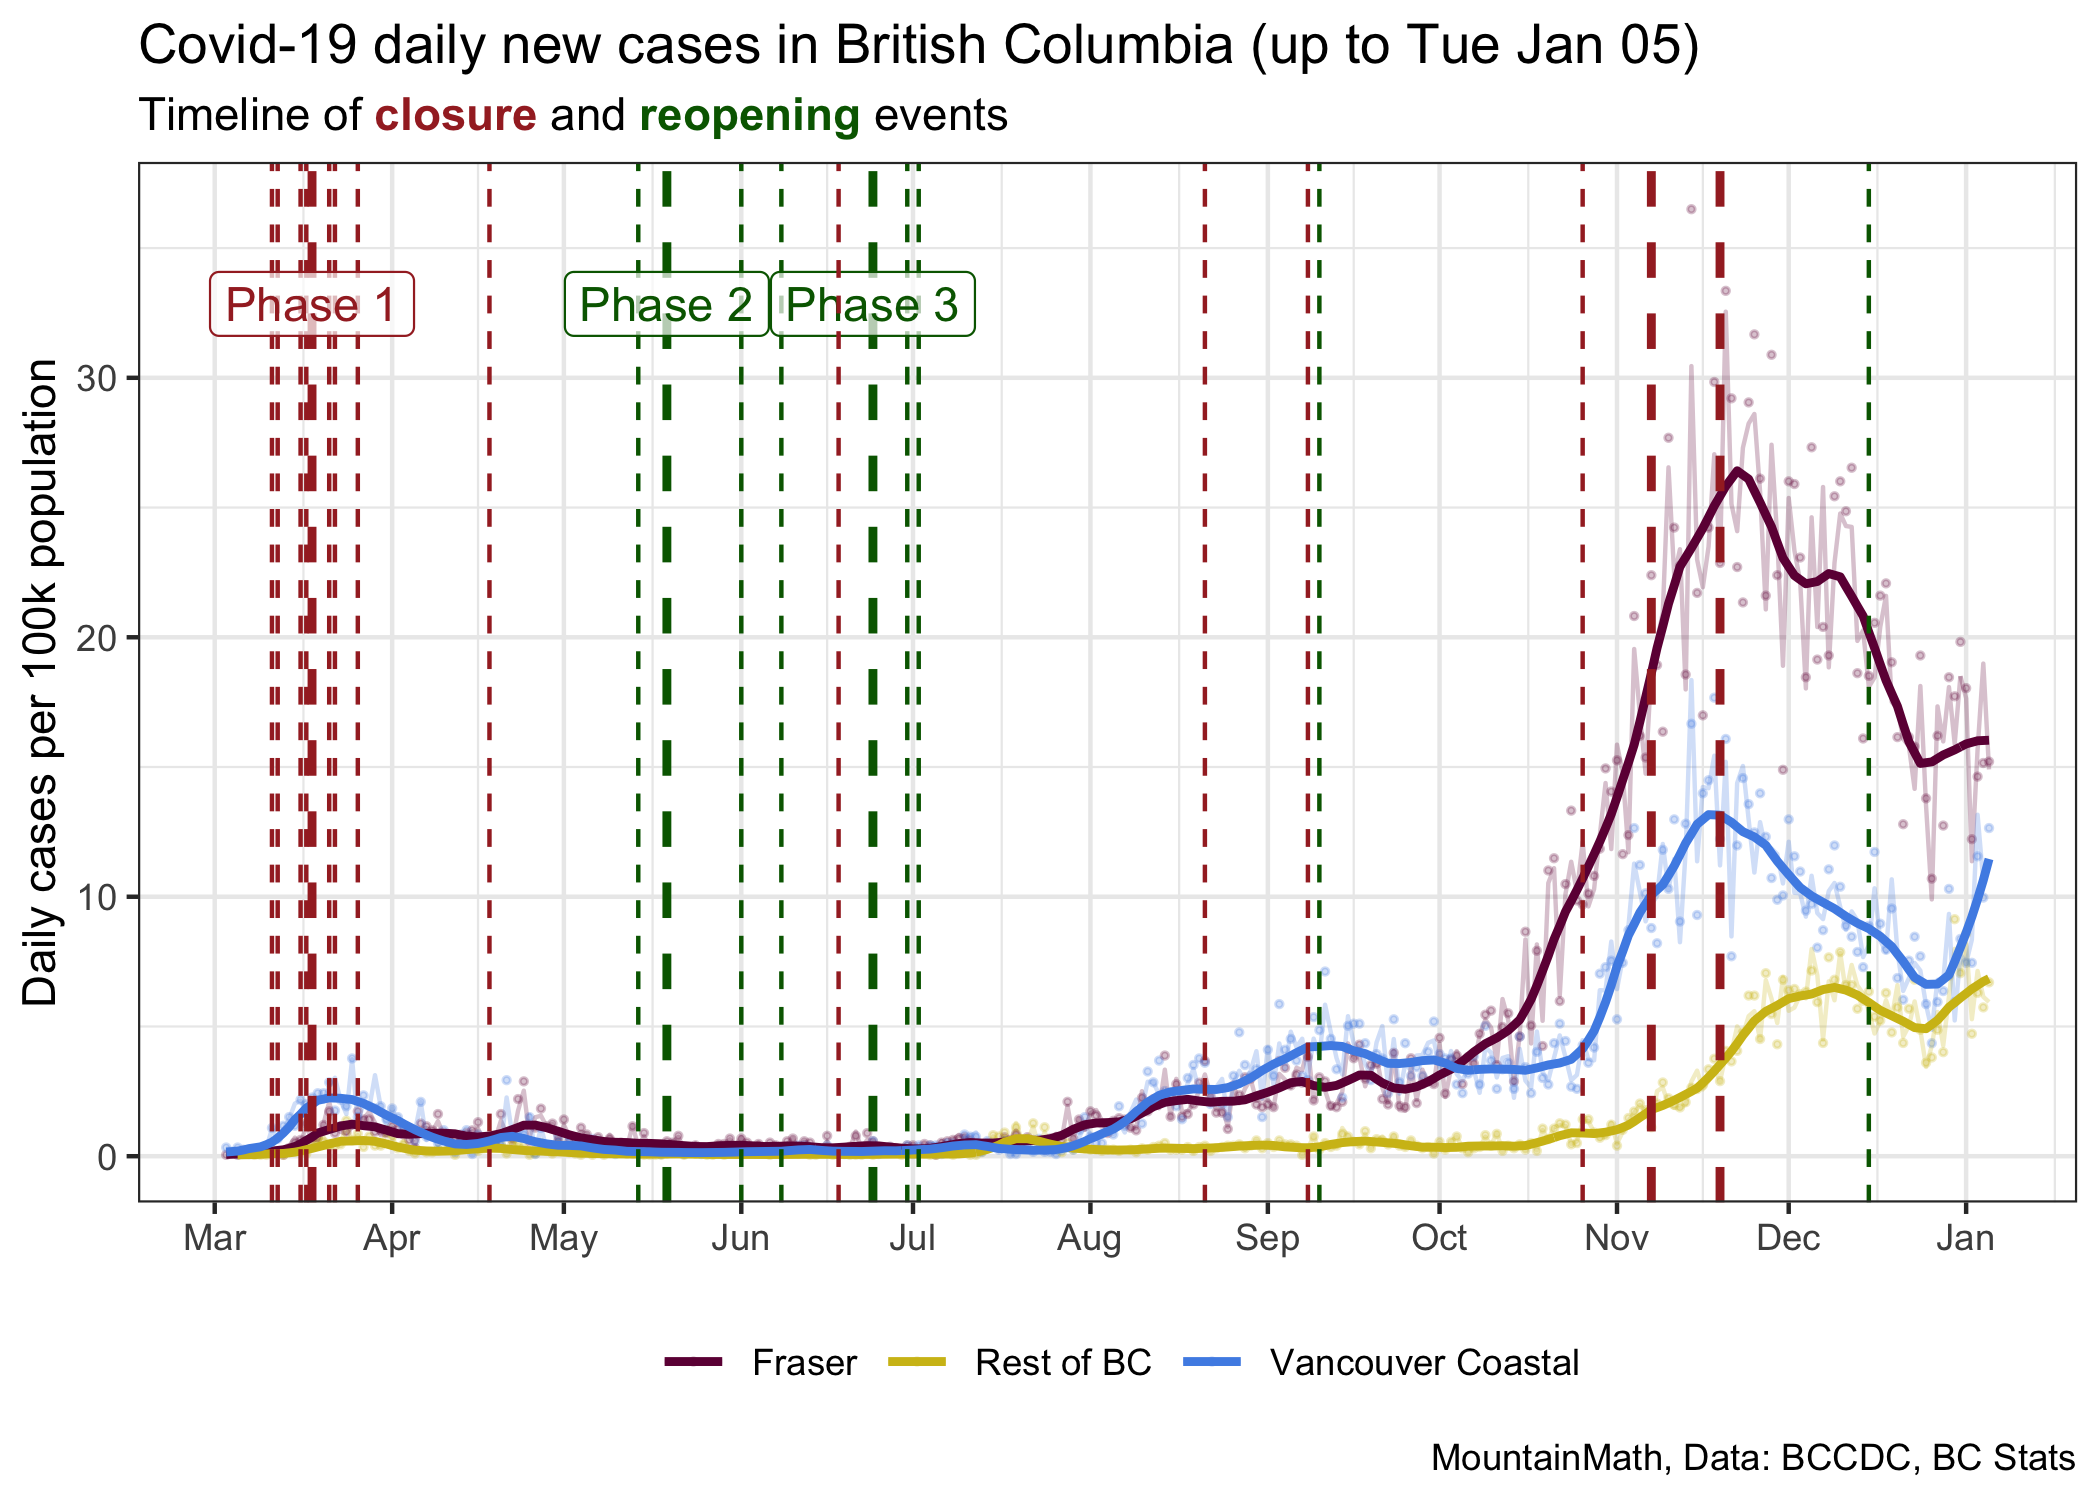 Covid-19 daily new cases in British Columbia (up to Tue Jan 05)
Timeline of closure and reopening events
Phase 1
Phase 2
Phase 3
Daily cases per 100k population
30
20
10
0
Mar Apr May Jun Jul Aug Sep Oct Nov Dec Jan
Fraser Rest of BC Vancouver Coastal
MountainMath, Data: BCCDC, BC Stats